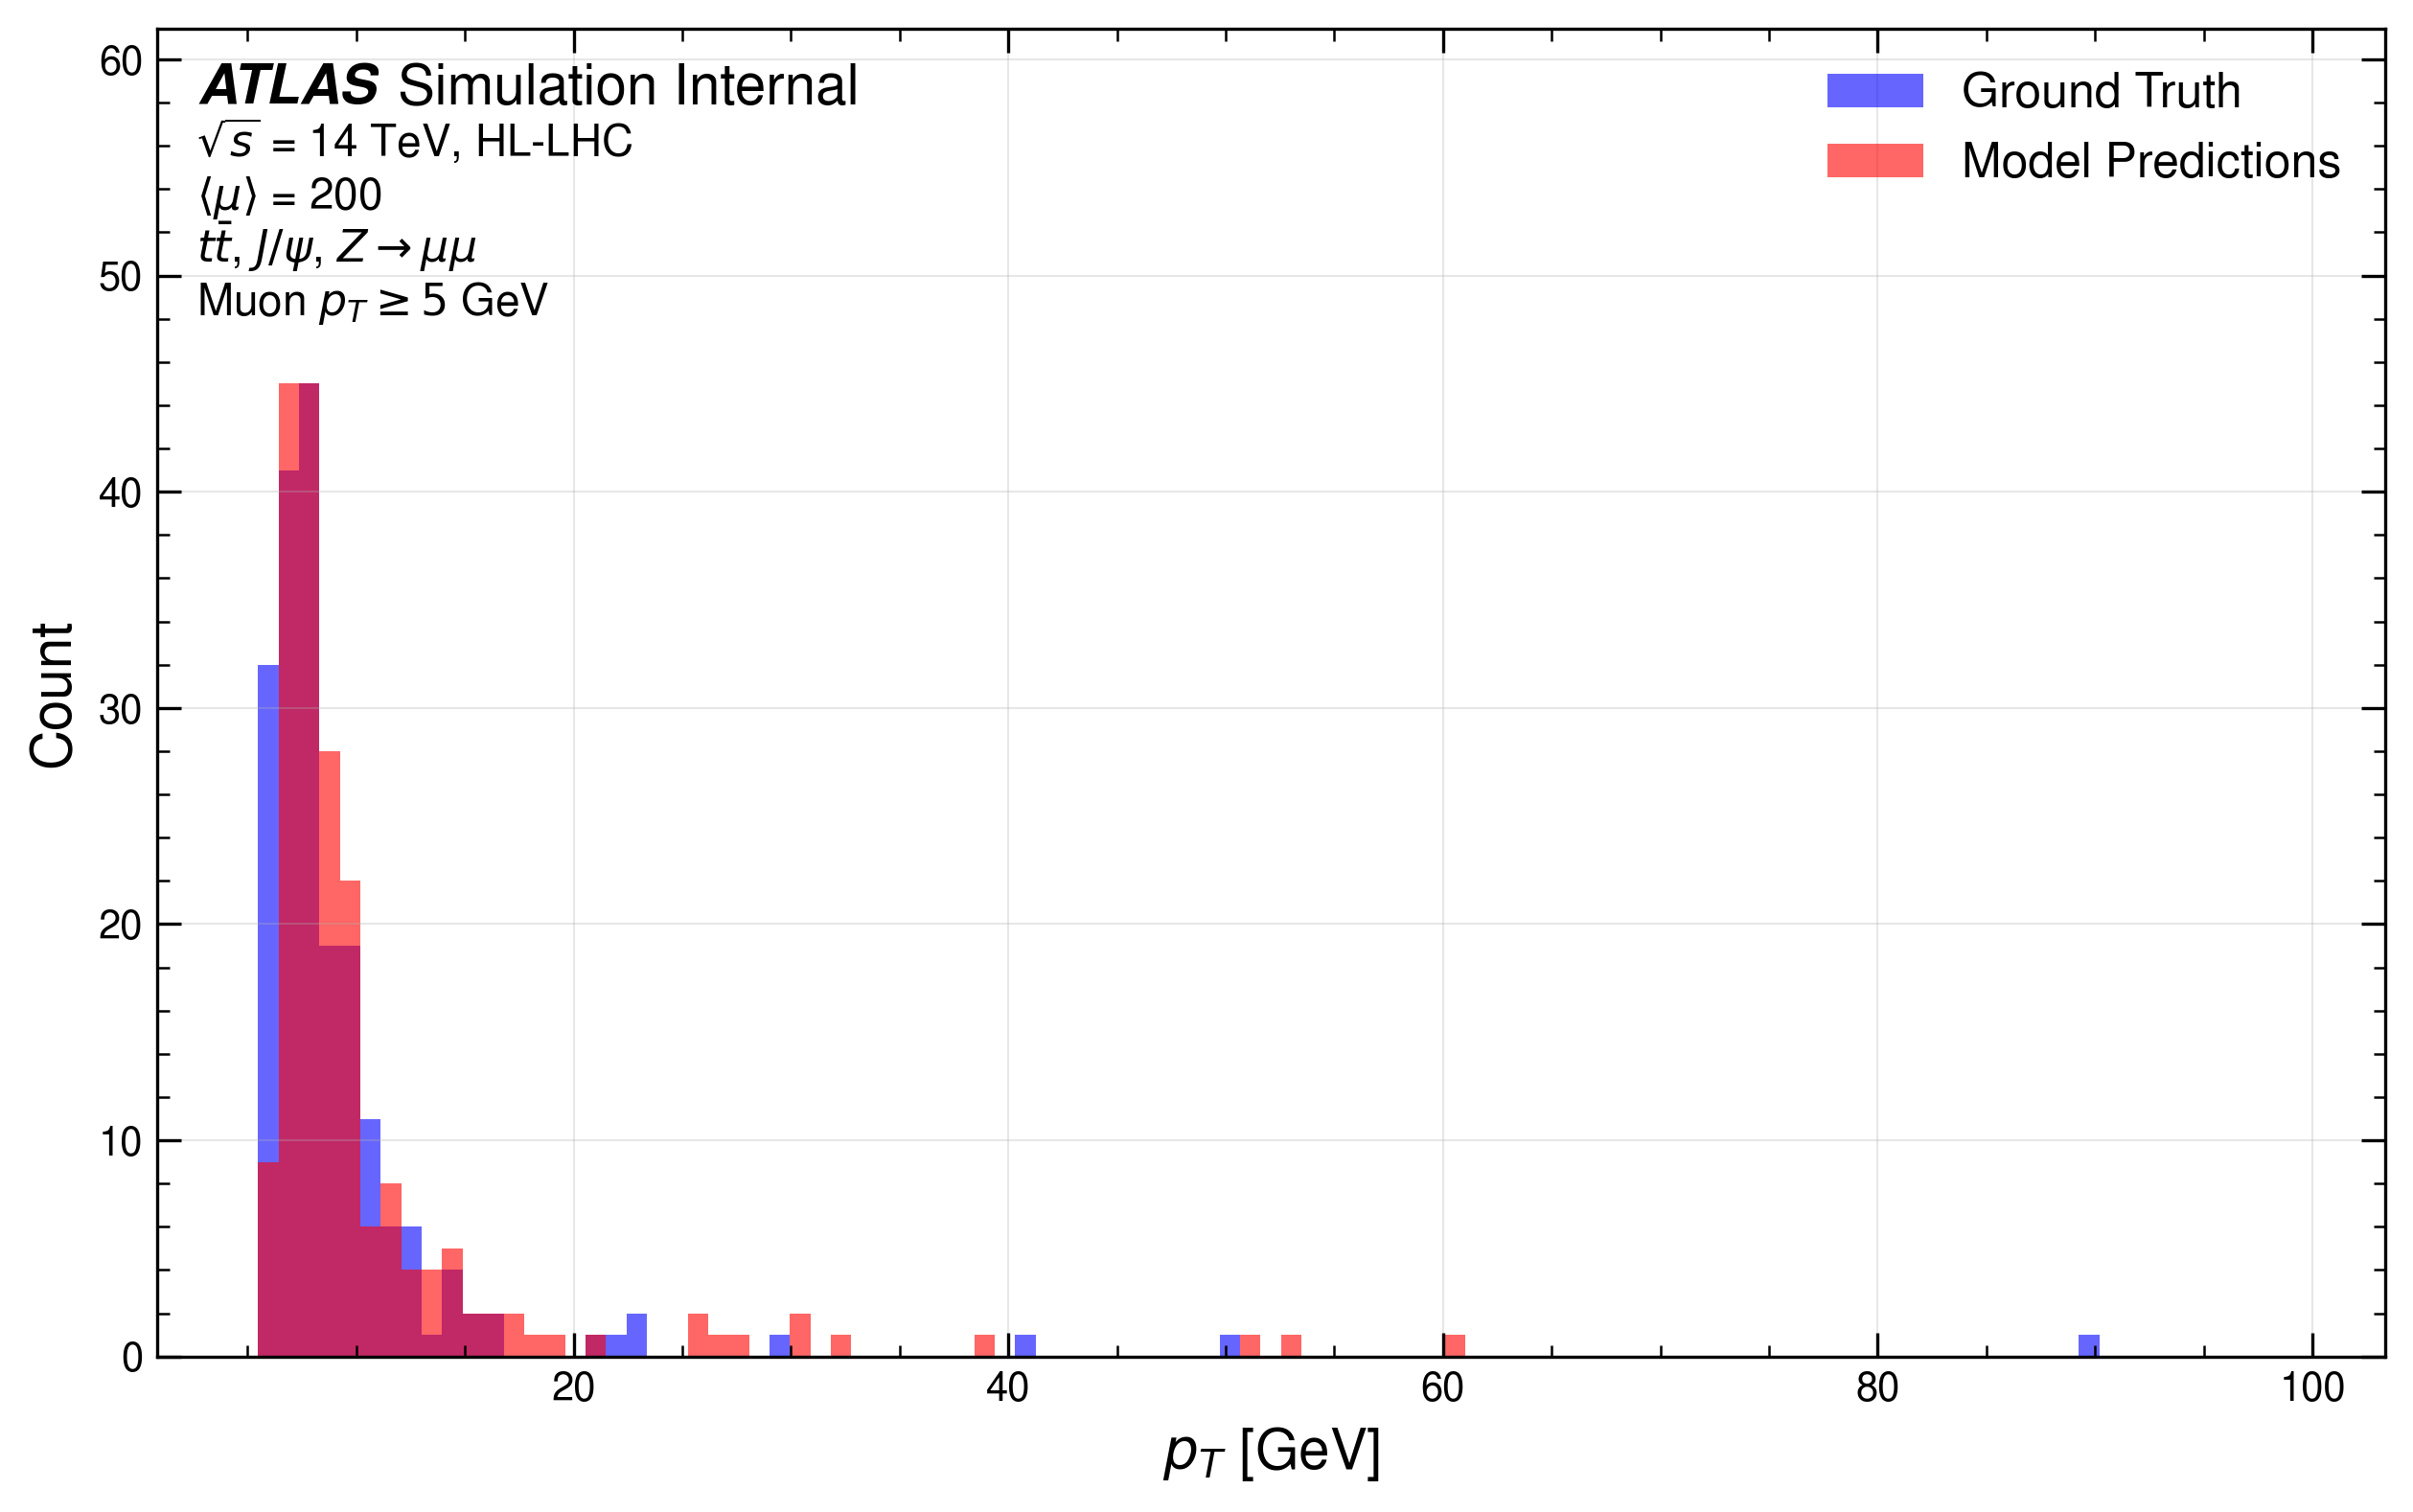 ATLAS Simulation Internal
√s = 14 TeV, HL-LHC
⟨μ⟩ = 200
tt̄, J/ψ, Z → μμ
Muon p_T ≥ 5 GeV
Ground Truth
Model Predictions
60
50
40
30
20
10
0
Count
20
40
60
80
100
p_T [GeV]